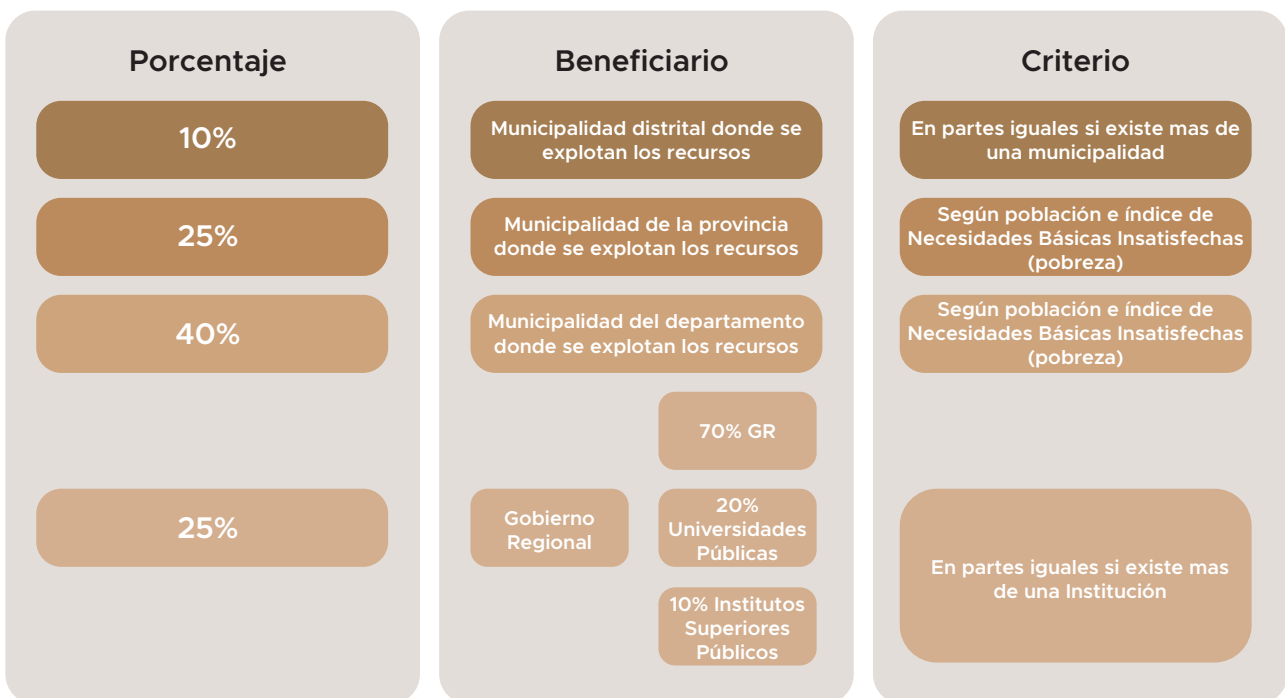 Porcentaje
Beneficiario
Criterio
10%
Municipalidad distrital donde se
explotan los recursos
En partes iguales si existe mas de
una municipalidad
25%
Municipalidad de la provincia
donde se explotan los recursos
Según población e índice de
Necesidades Básicas Insatisfechas
(pobreza)
40%
Municipalidad del departamento
donde se explotan los recursos
Según población e índice de
Necesidades Básicas Insatisfechas
(pobreza)
25%
Gobierno
Regional
70% GR
20%
Universidades
Públicas
10% Institutos
Superiores
Públicos
En partes iguales si existe mas
de una Institución